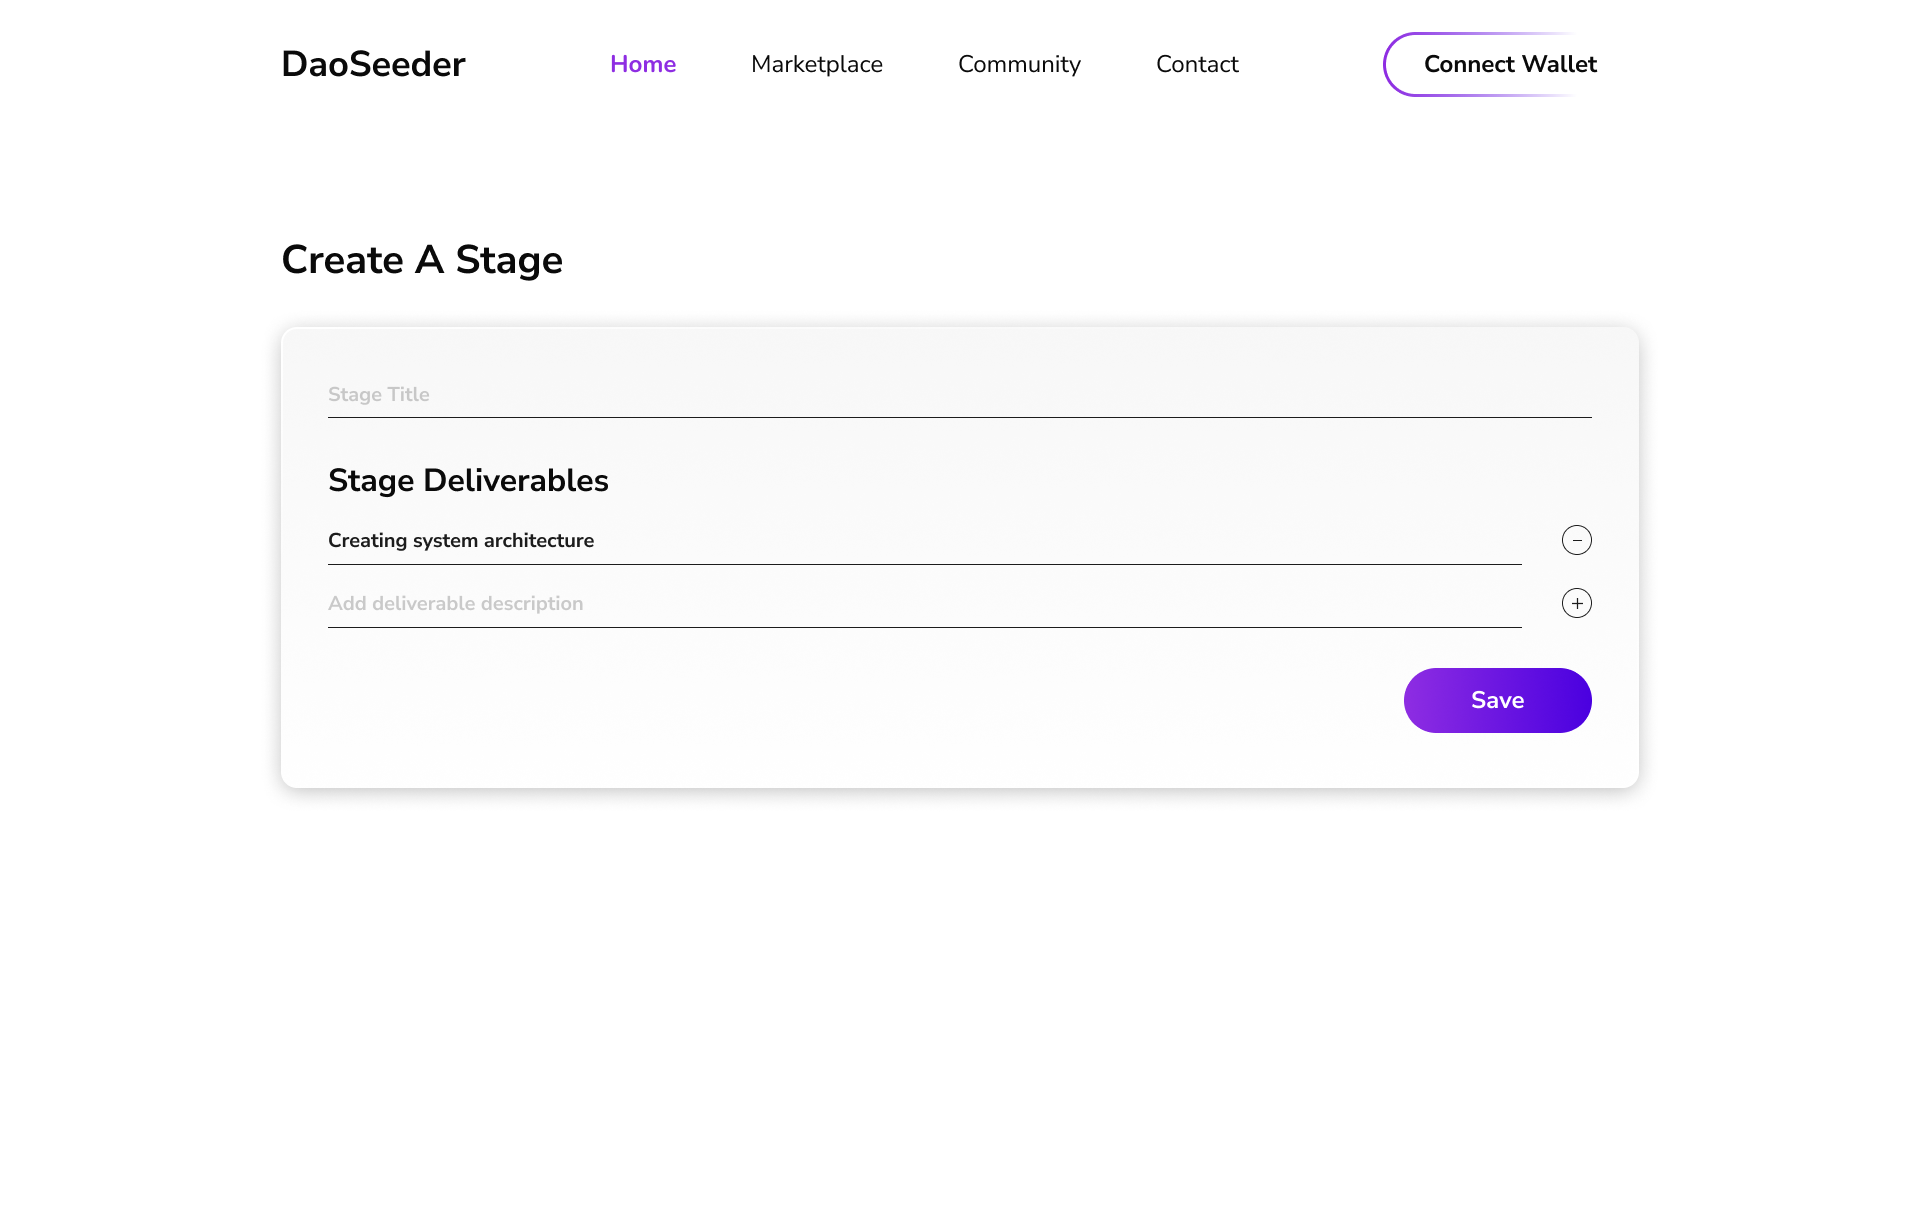 DaoSeeder Home Marketplace Community Contact Connect Wallet
Create A Stage
Stage Title
Stage Deliverables
Creating system architecture
Add deliverable description
Save